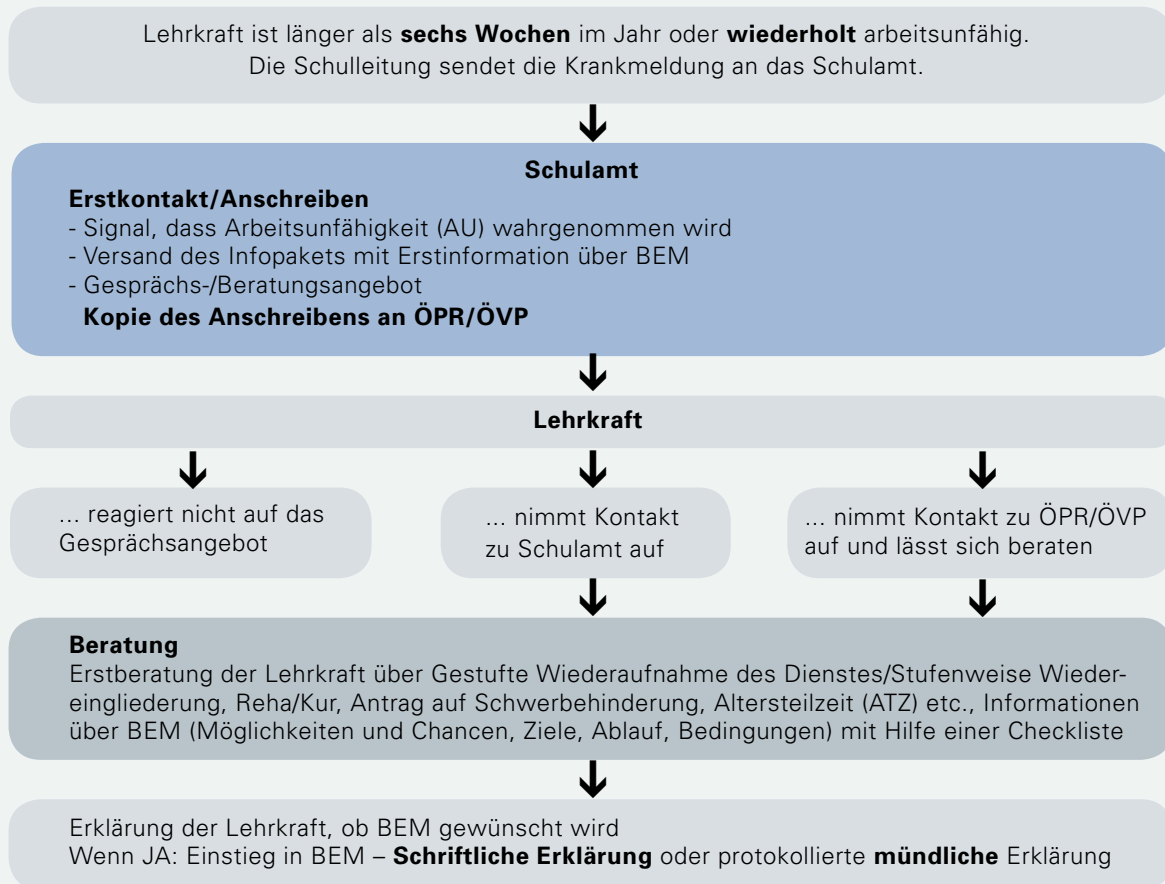 Lehrkraft ist länger als sechs Wochen im Jahr oder wiederholt arbeitsunfähig.
Die Schulleitung sendet die Krankmeldung an das Schulamt.
Schulamt
Erstkontakt/Anschreiben
- Signal, dass Arbeitsunfähigkeit (AU) wahrgenommen wird
- Versand des Infopakets mit Erstinformation über BEM
- Gesprächs-/Beratungsangebot
Kopie des Anschreibens an ÖPR/ÖVP
Lehrkraft
... reagiert nicht auf das
Gesprächsangebot
... nimmt Kontakt
zu Schulamt auf
... nimmt Kontakt zu ÖPR/ÖVP
auf und lässt sich beraten
Beratung
Erstberatung der Lehrkraft über Gestufte Wiederaufnahme des Dienstes/Stufenweise Wieder-
eingliederung, Reha/Kur, Antrag auf Schwerbehinderung, Altersteilzeit (ATZ) etc., Informationen
über BEM (Möglichkeiten und Chancen, Ziele, Ablauf, Bedingungen) mit Hilfe einer Checkliste
Erklärung der Lehrkraft, ob BEM gewünscht wird
Wenn JA: Einstieg in BEM – Schriftliche Erklärung oder protokollierte mündliche Erklärung